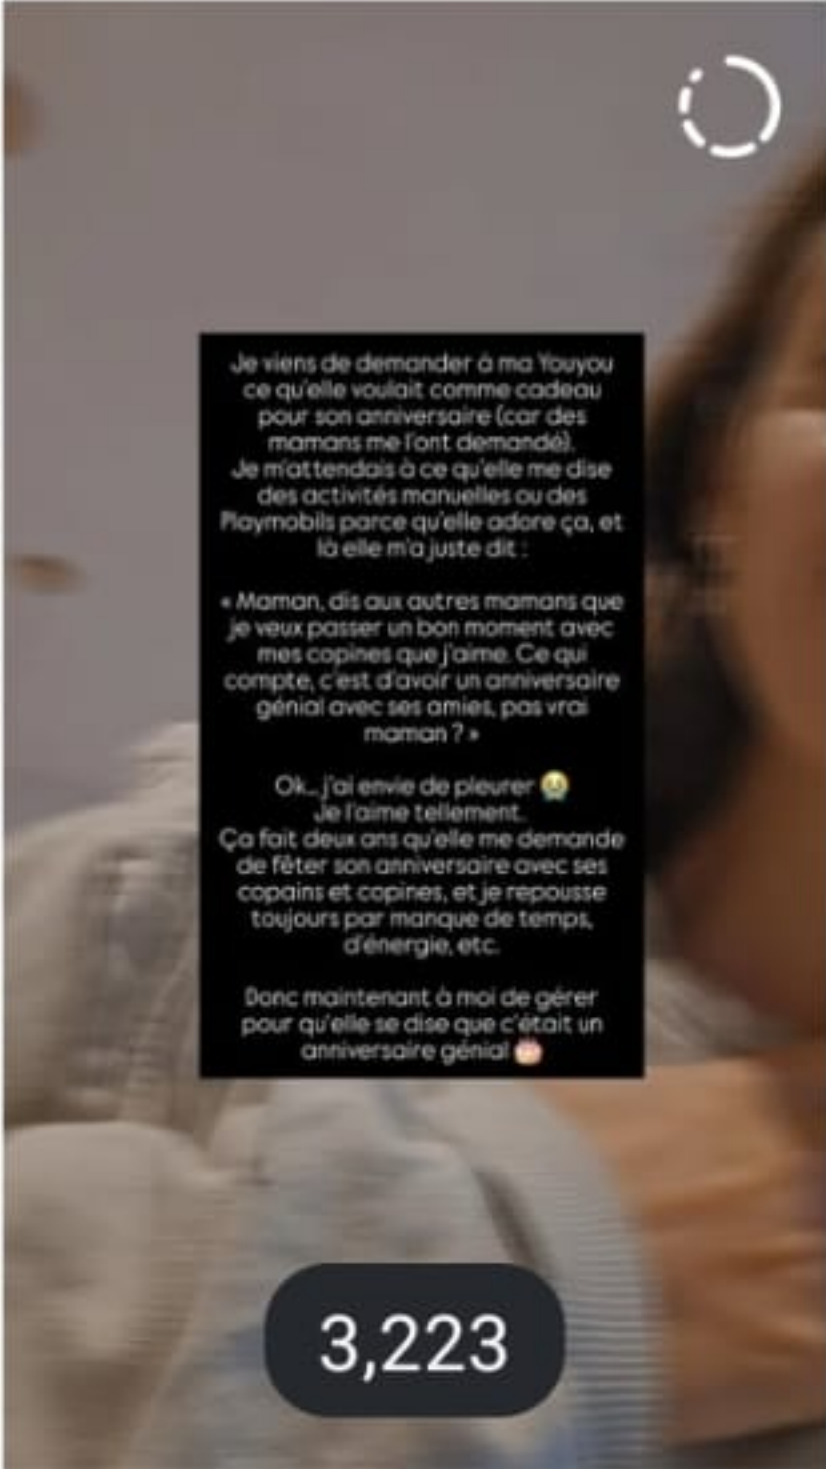 Je viens de demander à ma Youyou
ce qu'elle voulait comme cadeau
pour son anniversaire (car des
mamans me l'ont demandé).
Je m'attendais à ce qu'elle me dise
des activités manuelles ou des
Playmobils parce qu'elle adore ça, et
là elle m'a juste dit :
« Maman, dis aux autres mamans que
je veux passer un bon moment avec
mes copines que j'aime. Ce qui
compte, c'est d'avoir un anniversaire
génial avec ses amies, pas vrai
maman ? »
Ok... j'ai envie de pleurer 😭
Je l'aime tellement.
Ça fait deux ans qu'elle me demande
de fêter son anniversaire avec ses
copains et copines, et je repousse
toujours par manque de temps,
d'énergie, etc.
Donc maintenant à moi de gérer
pour qu'elle se dise que c'était un
anniversaire génial 🎂
3,223